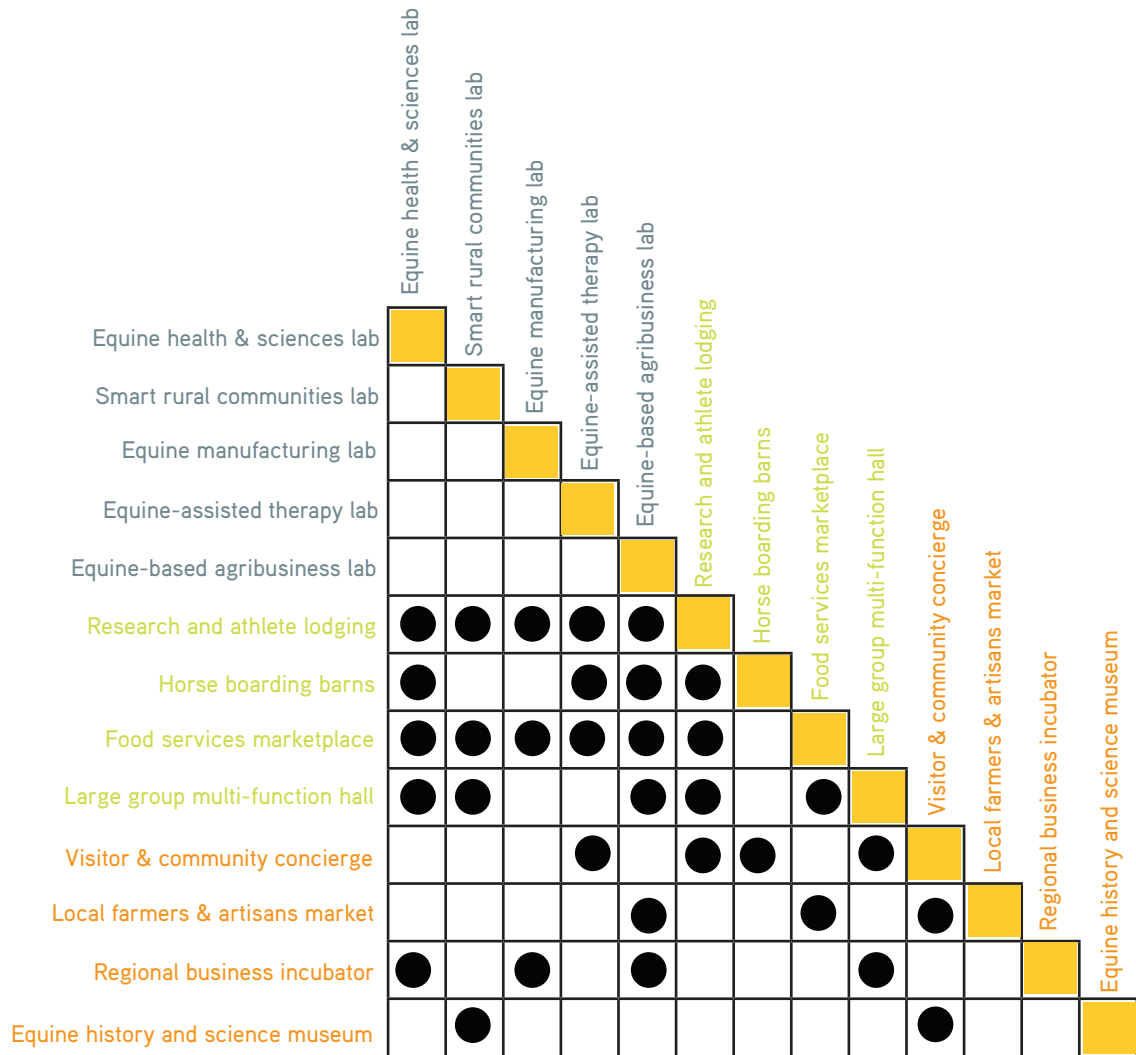 Equine health & sciences lab
Smart rural communities lab
Equine manufacturing lab
Equine-assisted therapy lab
Equine-based agribusiness lab
Research and athlete lodging
Horse boarding barns
Food services marketplace
Large group multi-function hall
Visitor & community concierge
Local farmers & artisans market
Regional business incubator
Equine history and science museum
Equine health & sciences lab
Smart rural communities lab
Equine manufacturing lab
Equine-assisted therapy lab
Equine-based agribusiness lab
Research and athlete lodging
Horse boarding barns
Food services marketplace
Large group multi-function hall
Visitor & community concierge
Local farmers & artisans market
Regional business incubator
Equine history and science museum